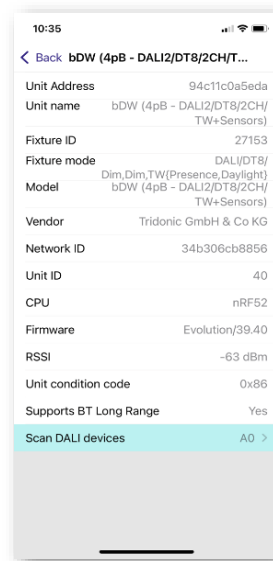 10:35
Back bDW (4pB - DALI2/DT8/2CH/T...
Unit Address 94c11c0a5eda
Unit name bDW (4pB - DALI2/DT8/2CH/
TW+Sensors)
Fixture ID 27153
Fixture mode DALI/DT8/
Dim,Dim,TW{Presence,Daylight}
Model bDW (4pB - DALI2/DT8/2CH/
TW+Sensors)
Vendor Tridonic GmbH & Co KG
Network ID 34b306cb8856
Unit ID 40
CPU nRF52
Firmware Evolution/39.40
RSSI -63 dBm
Unit condition code 0x86
Supports BT Long Range Yes
Scan DALI devices A0